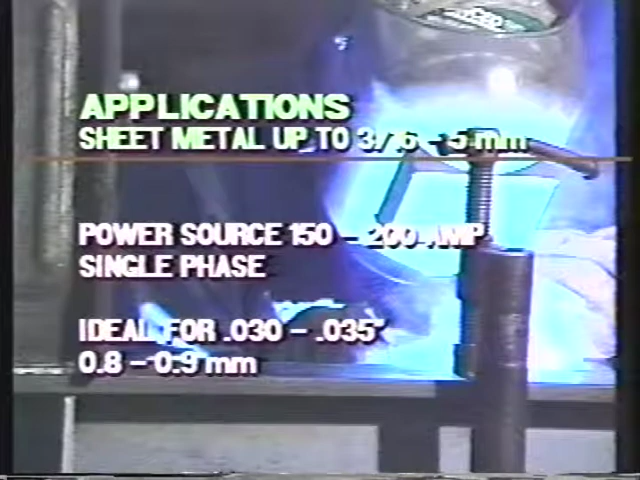 APPLICATIONS
SHEET METAL UP TO 3/16 - 5 mm
POWER SOURCE 150 - 200 AMP
SINGLE PHASE
IDEAL FOR .030 - .035"
0.8 - 0.9 mm